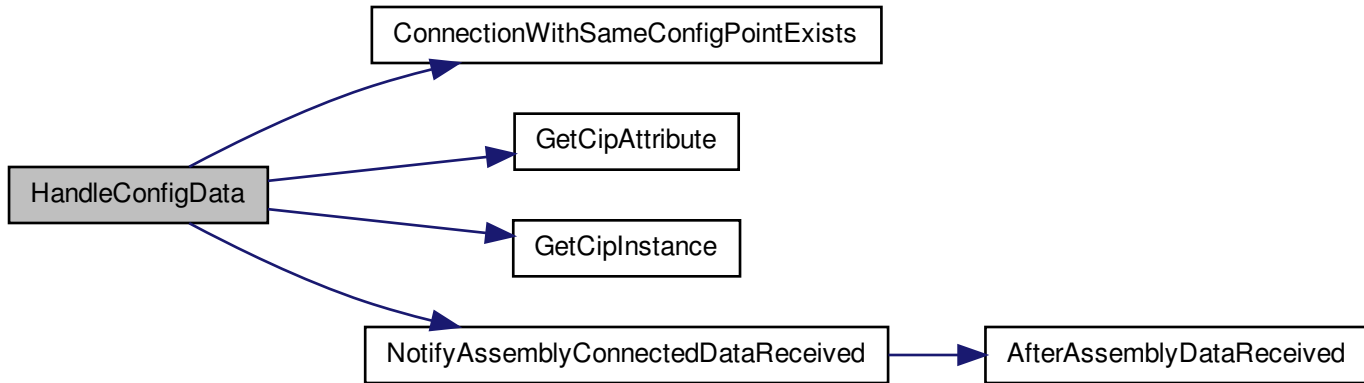 ConnectionWithSameConfigPointExists
GetCipAttribute
HandleConfigData
GetCipInstance
NotifyAssemblyConnectedDataReceived
AfterAssemblyDataReceived